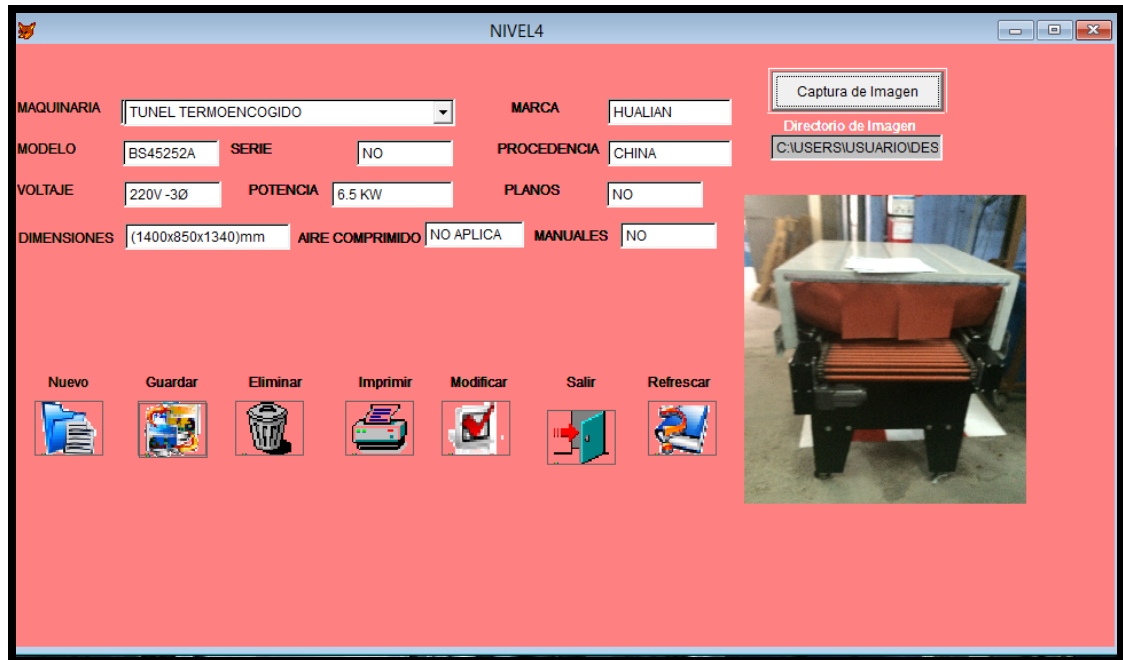 NIVEL4
Captura de Imagen
MAQUINARIA TUNEL TERMOENCOGIDO MARCA HUALIAN
Directorio de Imagen
MODELO BS45252A SERIE NO PROCEDENCIA CHINA C:\USERS\USUARIO\DES
VOLTAJE 220V -3Ø POTENCIA 6.5 KW PLANOS NO
DIMENSIONES (1400x850x1340)mm AIRE COMPRIMIDO NO APLICA MANUALES NO
Nuevo Guardar Eliminar Imprimir Modificar Salir Refrescar